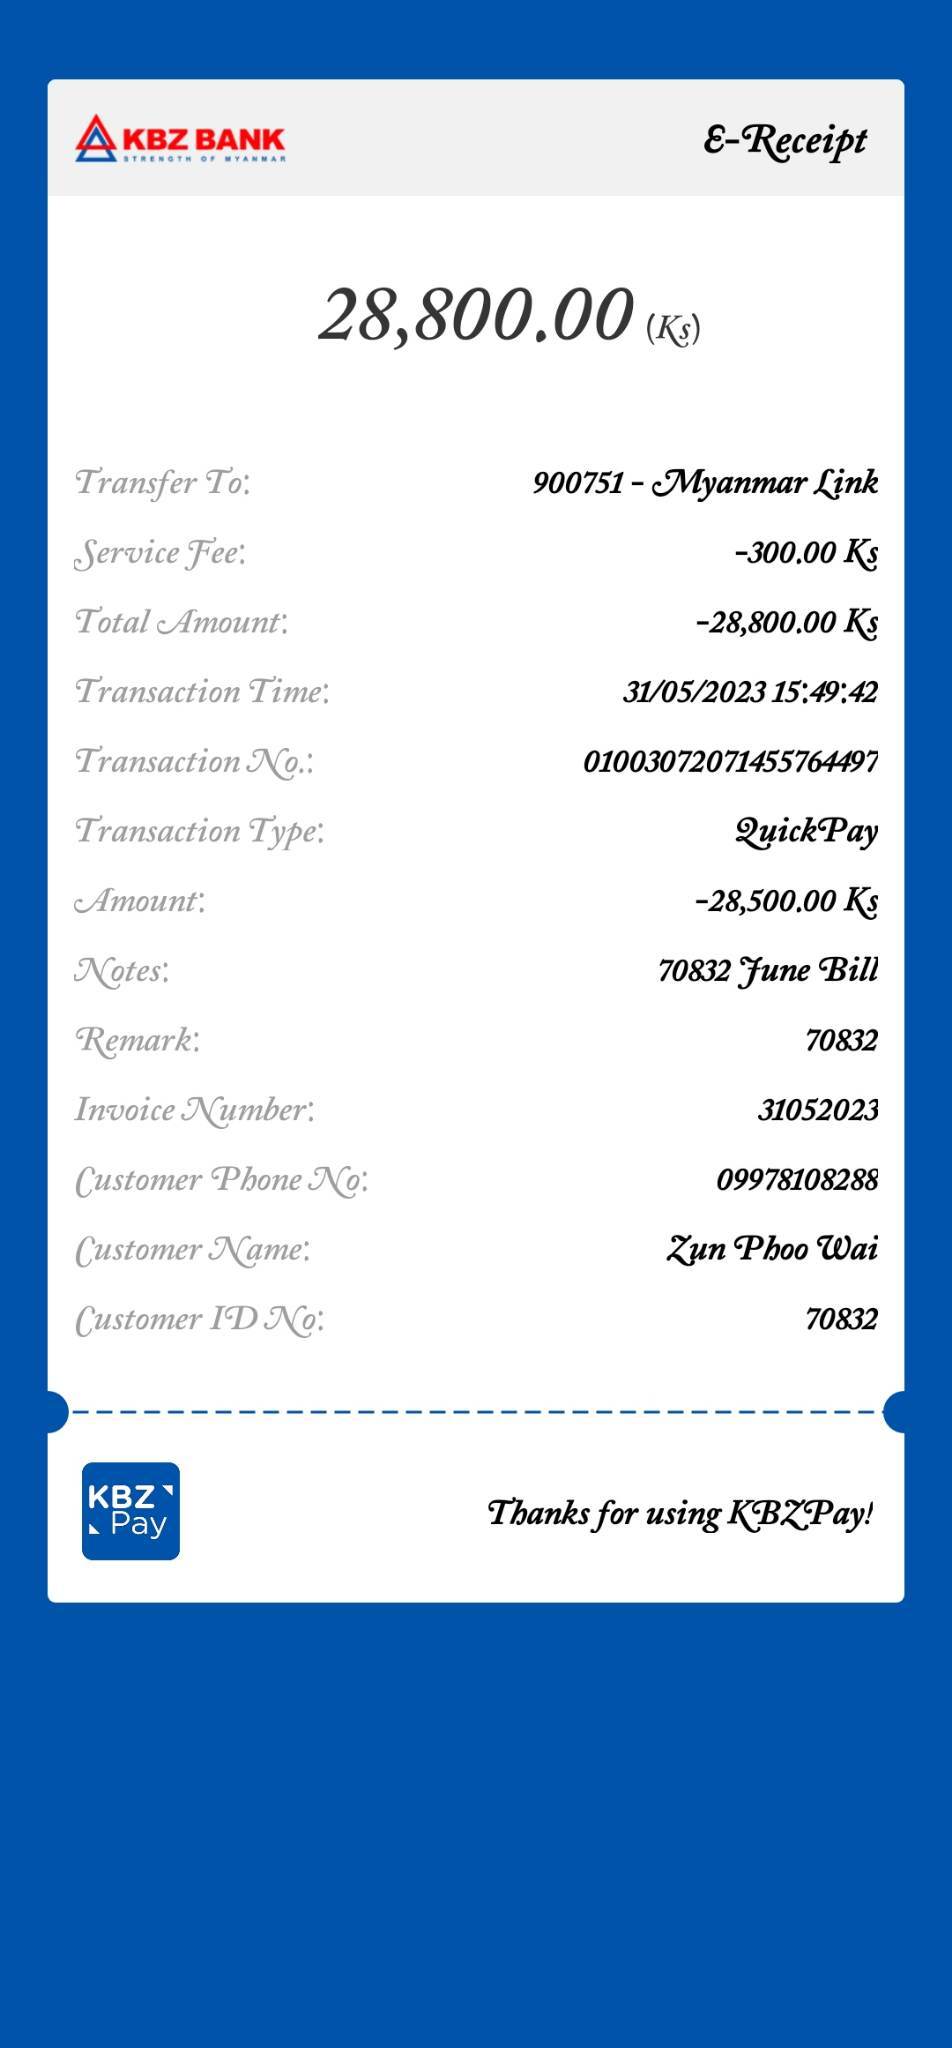 KBZ BANK
STRENGTH OF MYANMAR
E-Receipt
28,800.00 (Ks)
Transfer To: 900751 - Myanmar Link
Service Fee: -300.00 Ks
Total Amount: -28,800.00 Ks
Transaction Time: 31/05/2023 15:49:42
Transaction No.: 01003072071455764497
Transaction Type: QuickPay
Amount: -28,500.00 Ks
Notes: 70832 June Bill
Remark: 70832
Invoice Number: 31052023
Customer Phone No: 09978108288
Customer Name: Zun Phoo Wai
Customer ID No: 70832
KBZ
Pay
Thanks for using KBZPay!